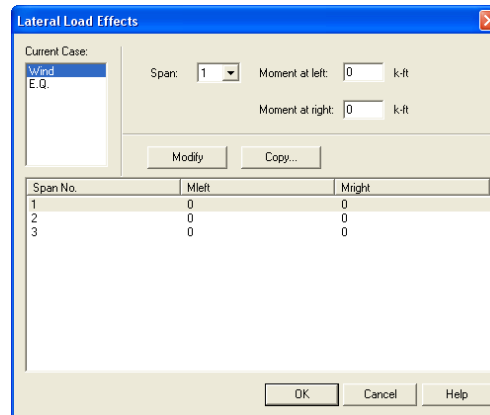 Lateral Load Effects
Current Case:
Wind
E.Q.
Span: 1 Moment at left: 0 k-ft
Moment at right: 0 k-ft
Modify Copy...
Span No. Mleft Mright
1 0 0
2 0 0
3 0 0
OK Cancel Help